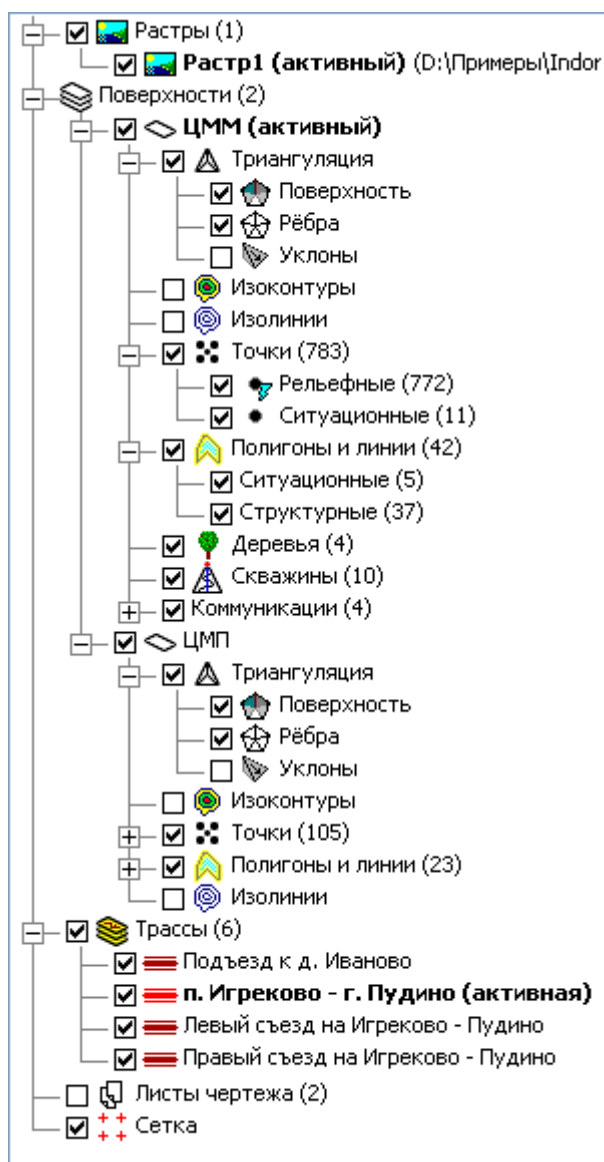 Растры (1)
Растр1 (активный) (D:\Примеры\Indor
Поверхности (2)
ЦММ (активный)
Триангуляция
Поверхность
Рёбра
Уклоны
Изоконтуры
Изолинии
Точки (783)
Рельефные (772)
Ситуационные (11)
Полигоны и линии (42)
Ситуационные (5)
Структурные (37)
Деревья (4)
Скважины (10)
Коммуникации (4)
ЦМП
Триангуляция
Поверхность
Рёбра
Уклоны
Изоконтуры
Точки (105)
Полигоны и линии (23)
Изолинии
Трассы (6)
Подъезд к д. Иваново
п. Игреково - г. Пудино (активная)
Левый съезд на Игреково - Пудино
Правый съезд на Игреково - Пудино
Листы чертежа (2)
Сетка